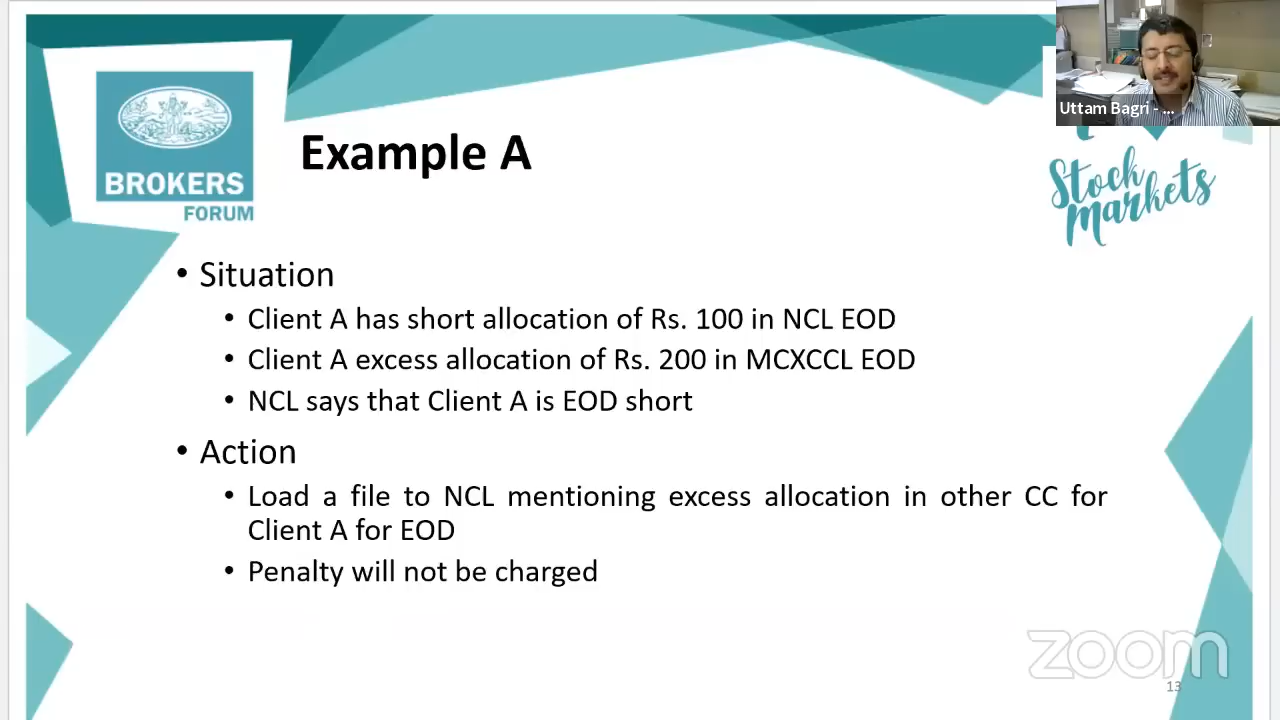 Uttam Bagri - ...
BROKERS
FORUM
Example A
Stock
Markets
• Situation
• Client A has short allocation of Rs. 100 in NCL EOD
• Client A excess allocation of Rs. 200 in MCXCCL EOD
• NCL says that Client A is EOD short
• Action
• Load a file to NCL mentioning excess allocation in other CC for
Client A for EOD
• Penalty will not be charged
zoom
13